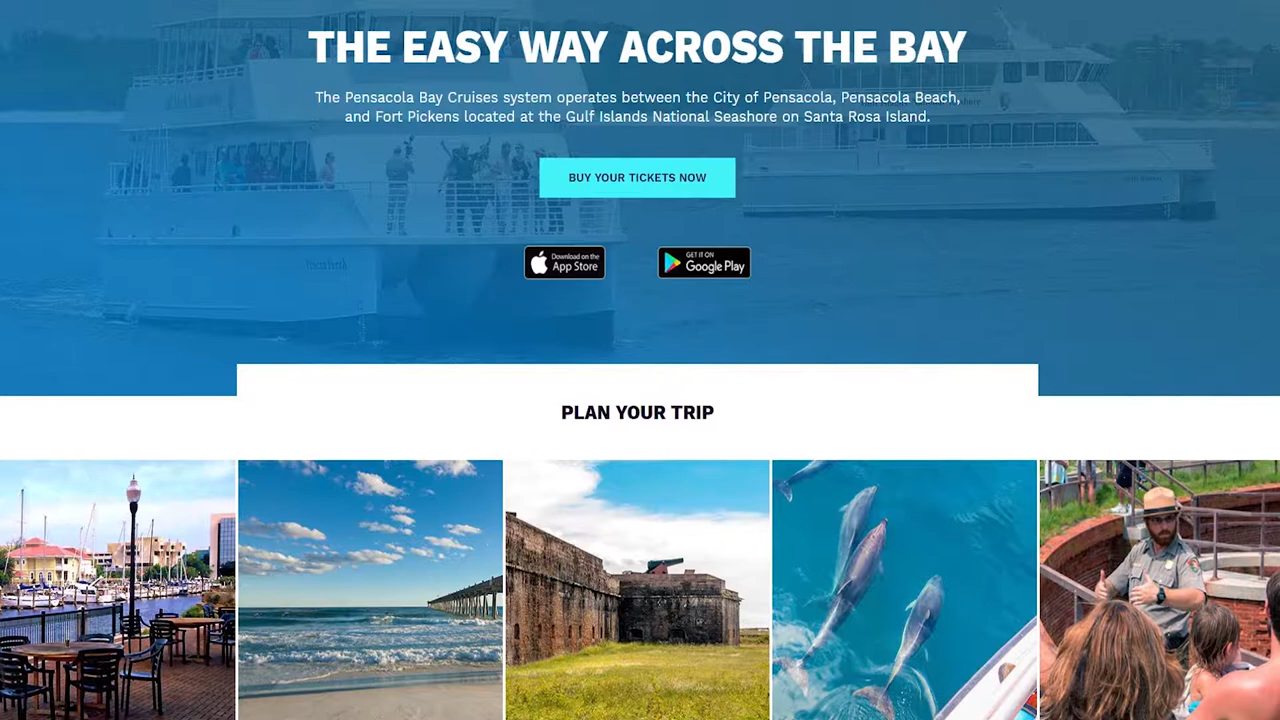 THE EASY WAY ACROSS THE BAY
The Pensacola Bay Cruises system operates between the City of Pensacola, Pensacola Beach,
and Fort Pickens located at the Gulf Islands National Seashore on Santa Rosa Island.
BUY YOUR TICKETS NOW
Download on the
App Store
GET IT ON
Google Play
PLAN YOUR TRIP